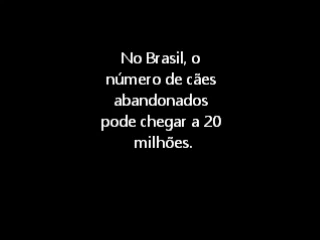 No Brasil, o
número de cães
abandonados
pode chegar a 20
milhões.